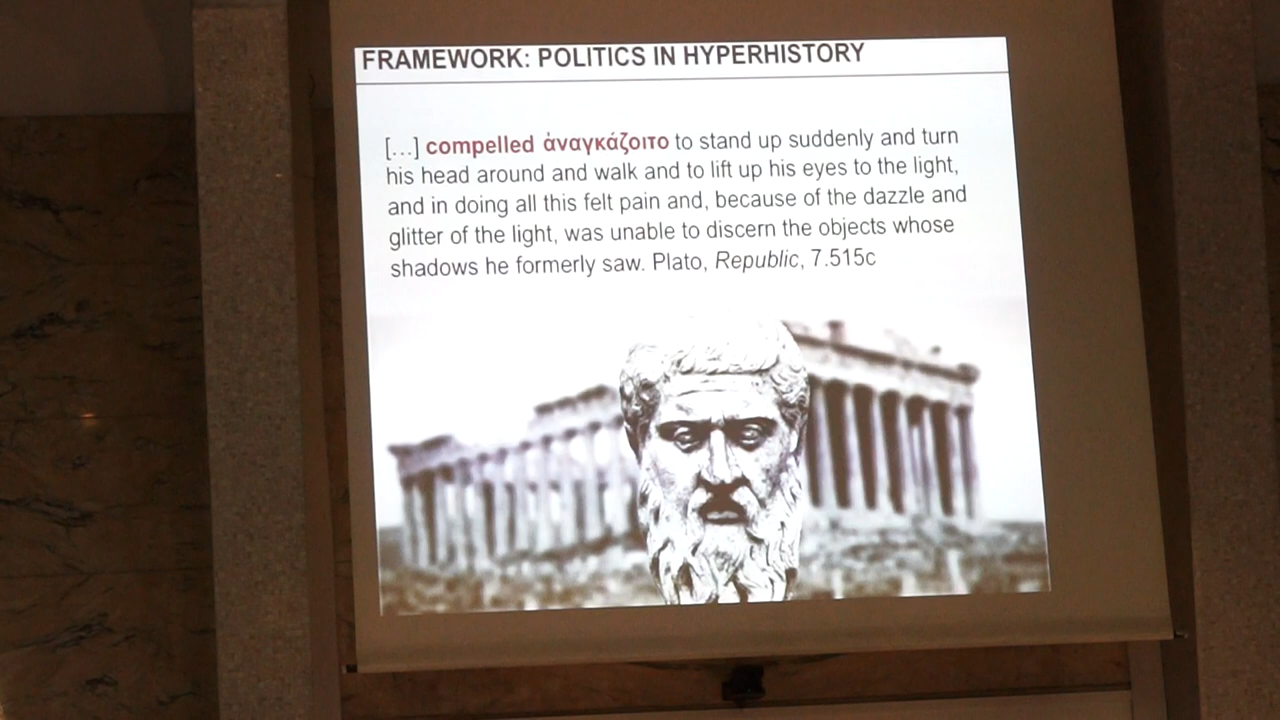 FRAMEWORK: POLITICS IN HYPERHISTORY
[…] compelled ἀναγκάζοιτο to stand up suddenly and turn
his head around and walk and to lift up his eyes to the light,
and in doing all this felt pain and, because of the dazzle and
glitter of the light, was unable to discern the objects whose
shadows he formerly saw. Plato, Republic, 7.515c